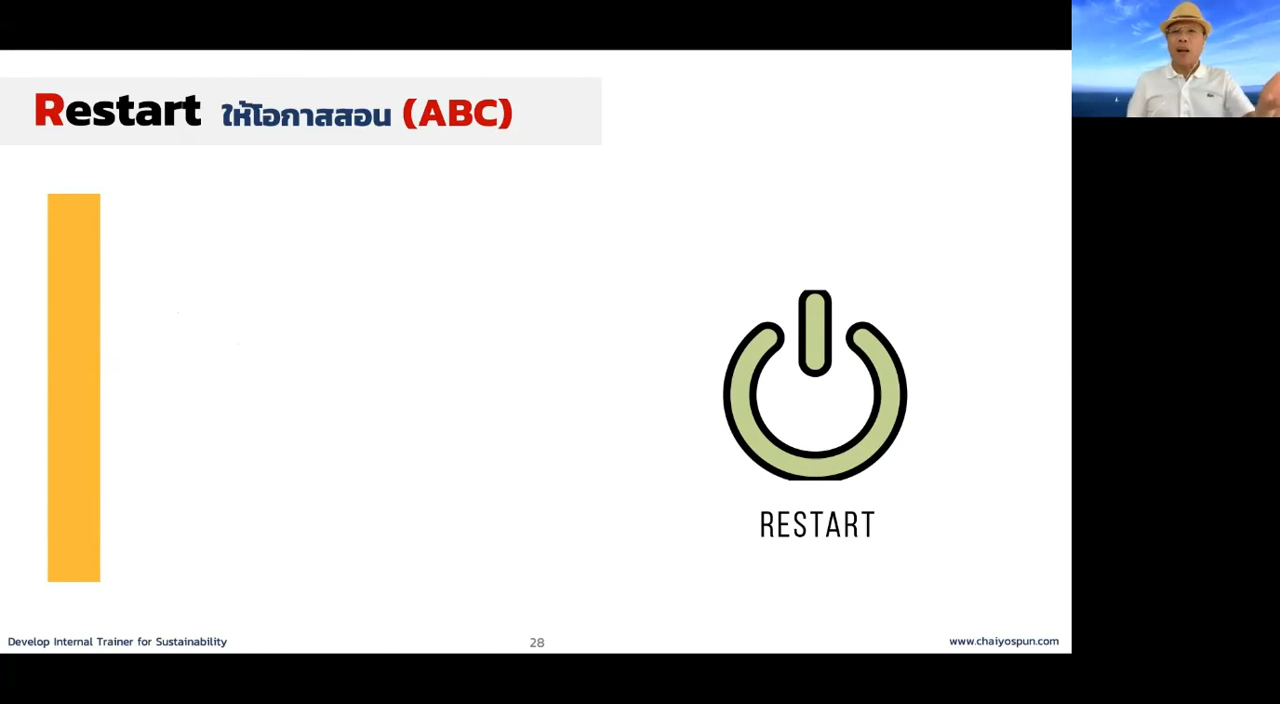 Restart ให้โอกาสสอน (ABC)
RESTART
Develop Internal Trainer for Sustainability
28
www.chaiyospun.com